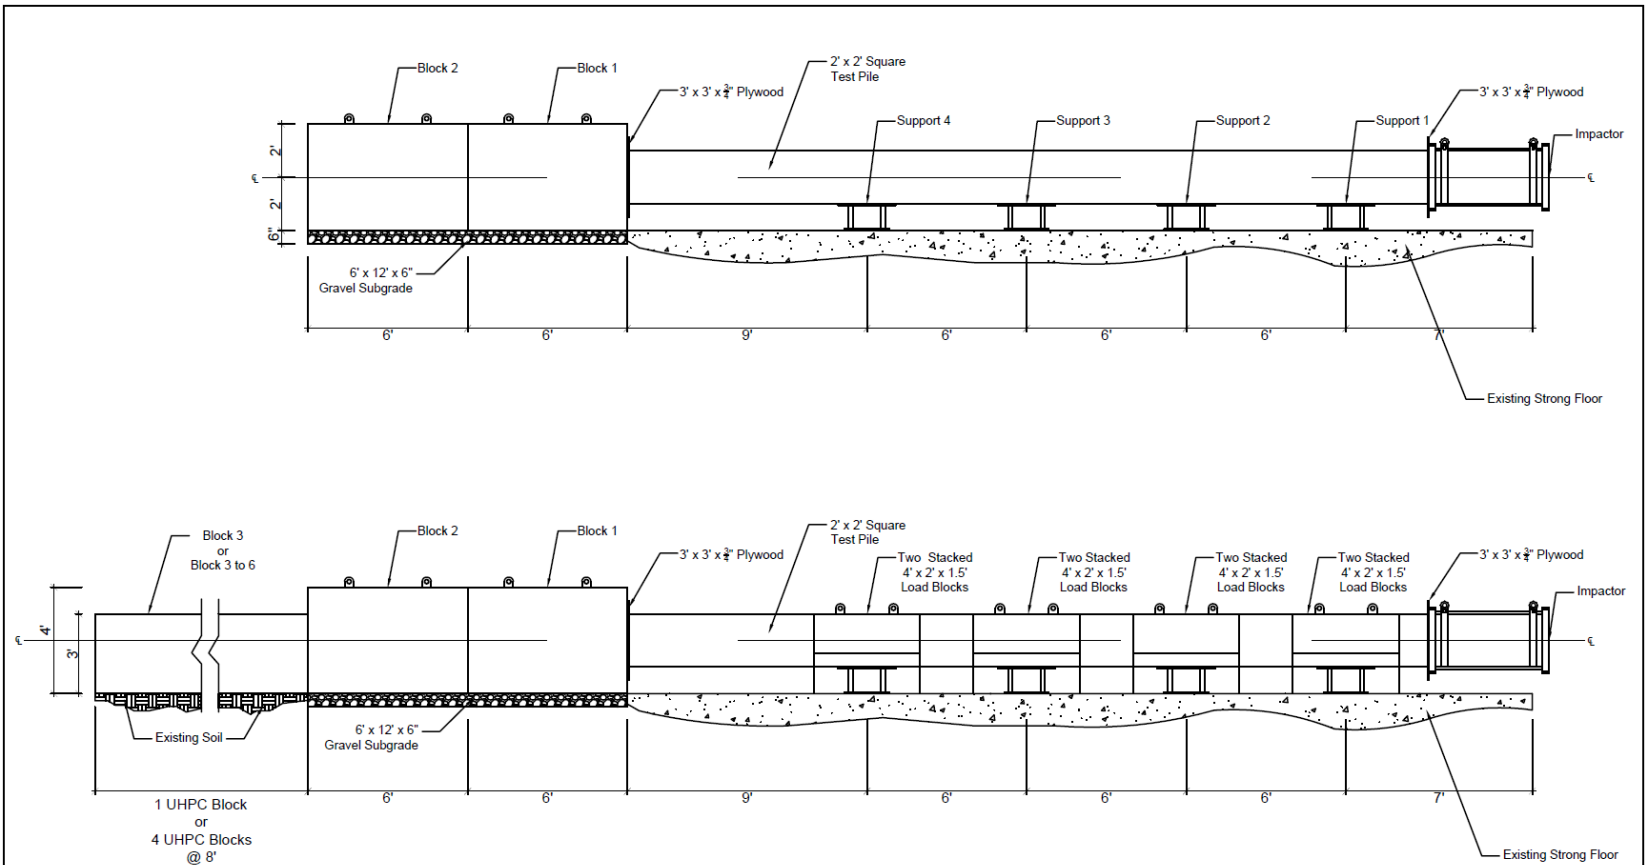 Block 2
Block 1
2' x 2' Square
Test Pile
3' x 3' x 3/4" Plywood
3' x 3' x 3/4" Plywood
Support 4
Support 3
Support 2
Support 1
Impactor
2'
℄
℄
2'
6"
6' x 12' x 6"
Gravel Subgrade
6'
6'
9'
6'
6'
6'
7'
Existing Strong Floor
Block 3
or
Block 3 to 6
Block 2
Block 1
2' x 2' Square
Test Pile
3' x 3' x 3/4" Plywood
Two Stacked
4' x 2' x 1.5'
Load Blocks
Two Stacked
4' x 2' x 1.5'
Load Blocks
Two Stacked
4' x 2' x 1.5'
Load Blocks
Two Stacked
4' x 2' x 1.5'
Load Blocks
3' x 3' x 3/4" Plywood
Impactor
℄
4'
3'
℄
Existing Soil
6' x 12' x 6"
Gravel Subgrade
1 UHPC Block
or
4 UHPC Blocks
@ 8'
6'
6'
9'
6'
6'
6'
7'
Existing Strong Floor